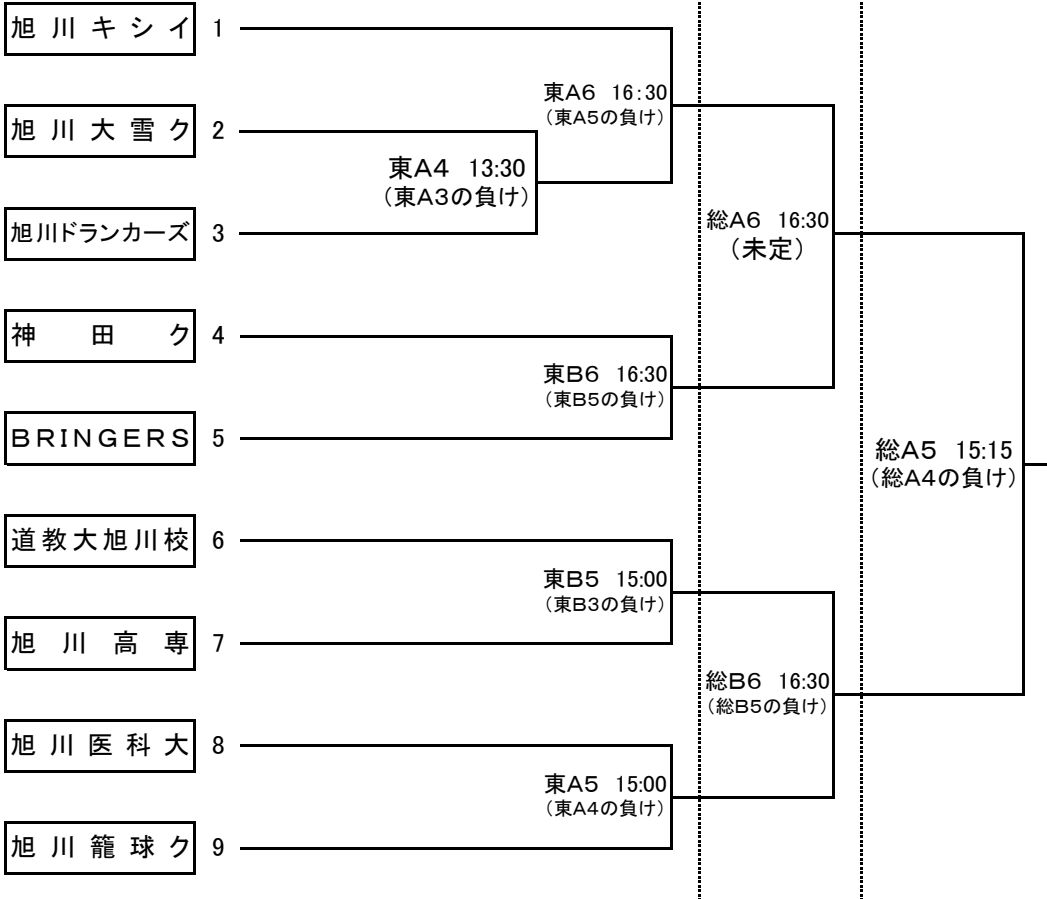 旭川キシイ 1
東A6 16:30
(東A5の負け)
旭川大雪ク 2
東A4 13:30
(東A3の負け)
旭川ドランカーズ 3
総A6 16:30
(未定)
神田ク 4
東B6 16:30
(東B5の負け)
BRINGERS 5
総A5 15:15
(総A4の負け)
道教大旭川校 6
東B5 15:00
(東B3の負け)
旭川高専 7
総B6 16:30
(総B5の負け)
旭川医科大 8
東A5 15:00
(東A4の負け)
旭川籠球ク 9